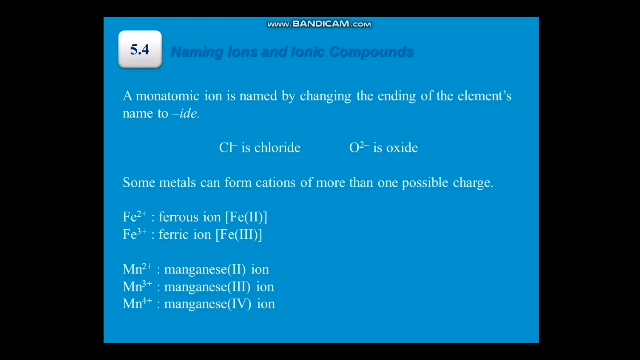 www.BANDICAM.com
5.4
Naming Ions and Ionic Compounds
A monatomic ion is named by changing the ending of the element's
name to –ide.
Cl⁻ is chloride O²⁻ is oxide
Some metals can form cations of more than one possible charge.
Fe²⁺ : ferrous ion [Fe(II)]
Fe³⁺ : ferric ion [Fe(III)]
Mn²⁺ : manganese(II) ion
Mn³⁺ : manganese(III) ion
Mn⁴⁺ : manganese(IV) ion